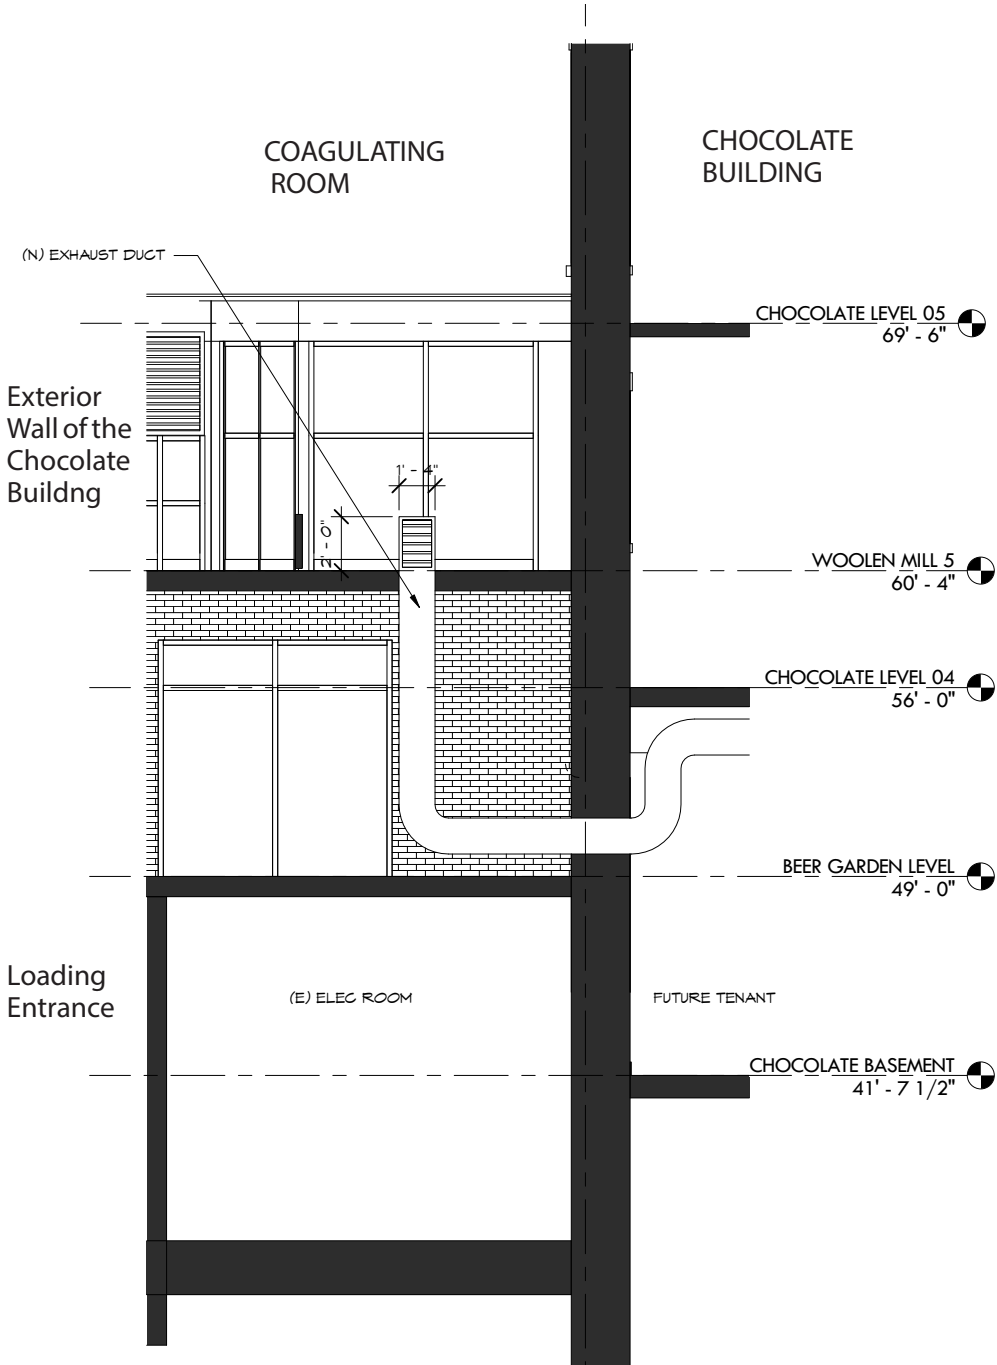 COAGULATING
ROOM
CHOCOLATE
BUILDING
(N) EXHAUST DUCT
CHOCOLATE LEVEL 05
69' - 6"
Exterior
Wall of the
Chocolate
Buildng
1' - 4"
2' - 0"
WOOLEN MILL 5
60' - 4"
CHOCOLATE LEVEL 04
56' - 0"
BEER GARDEN LEVEL
49' - 0"
Loading
Entrance
(E) ELEC ROOM
FUTURE TENANT
CHOCOLATE BASEMENT
41' - 7 1/2"